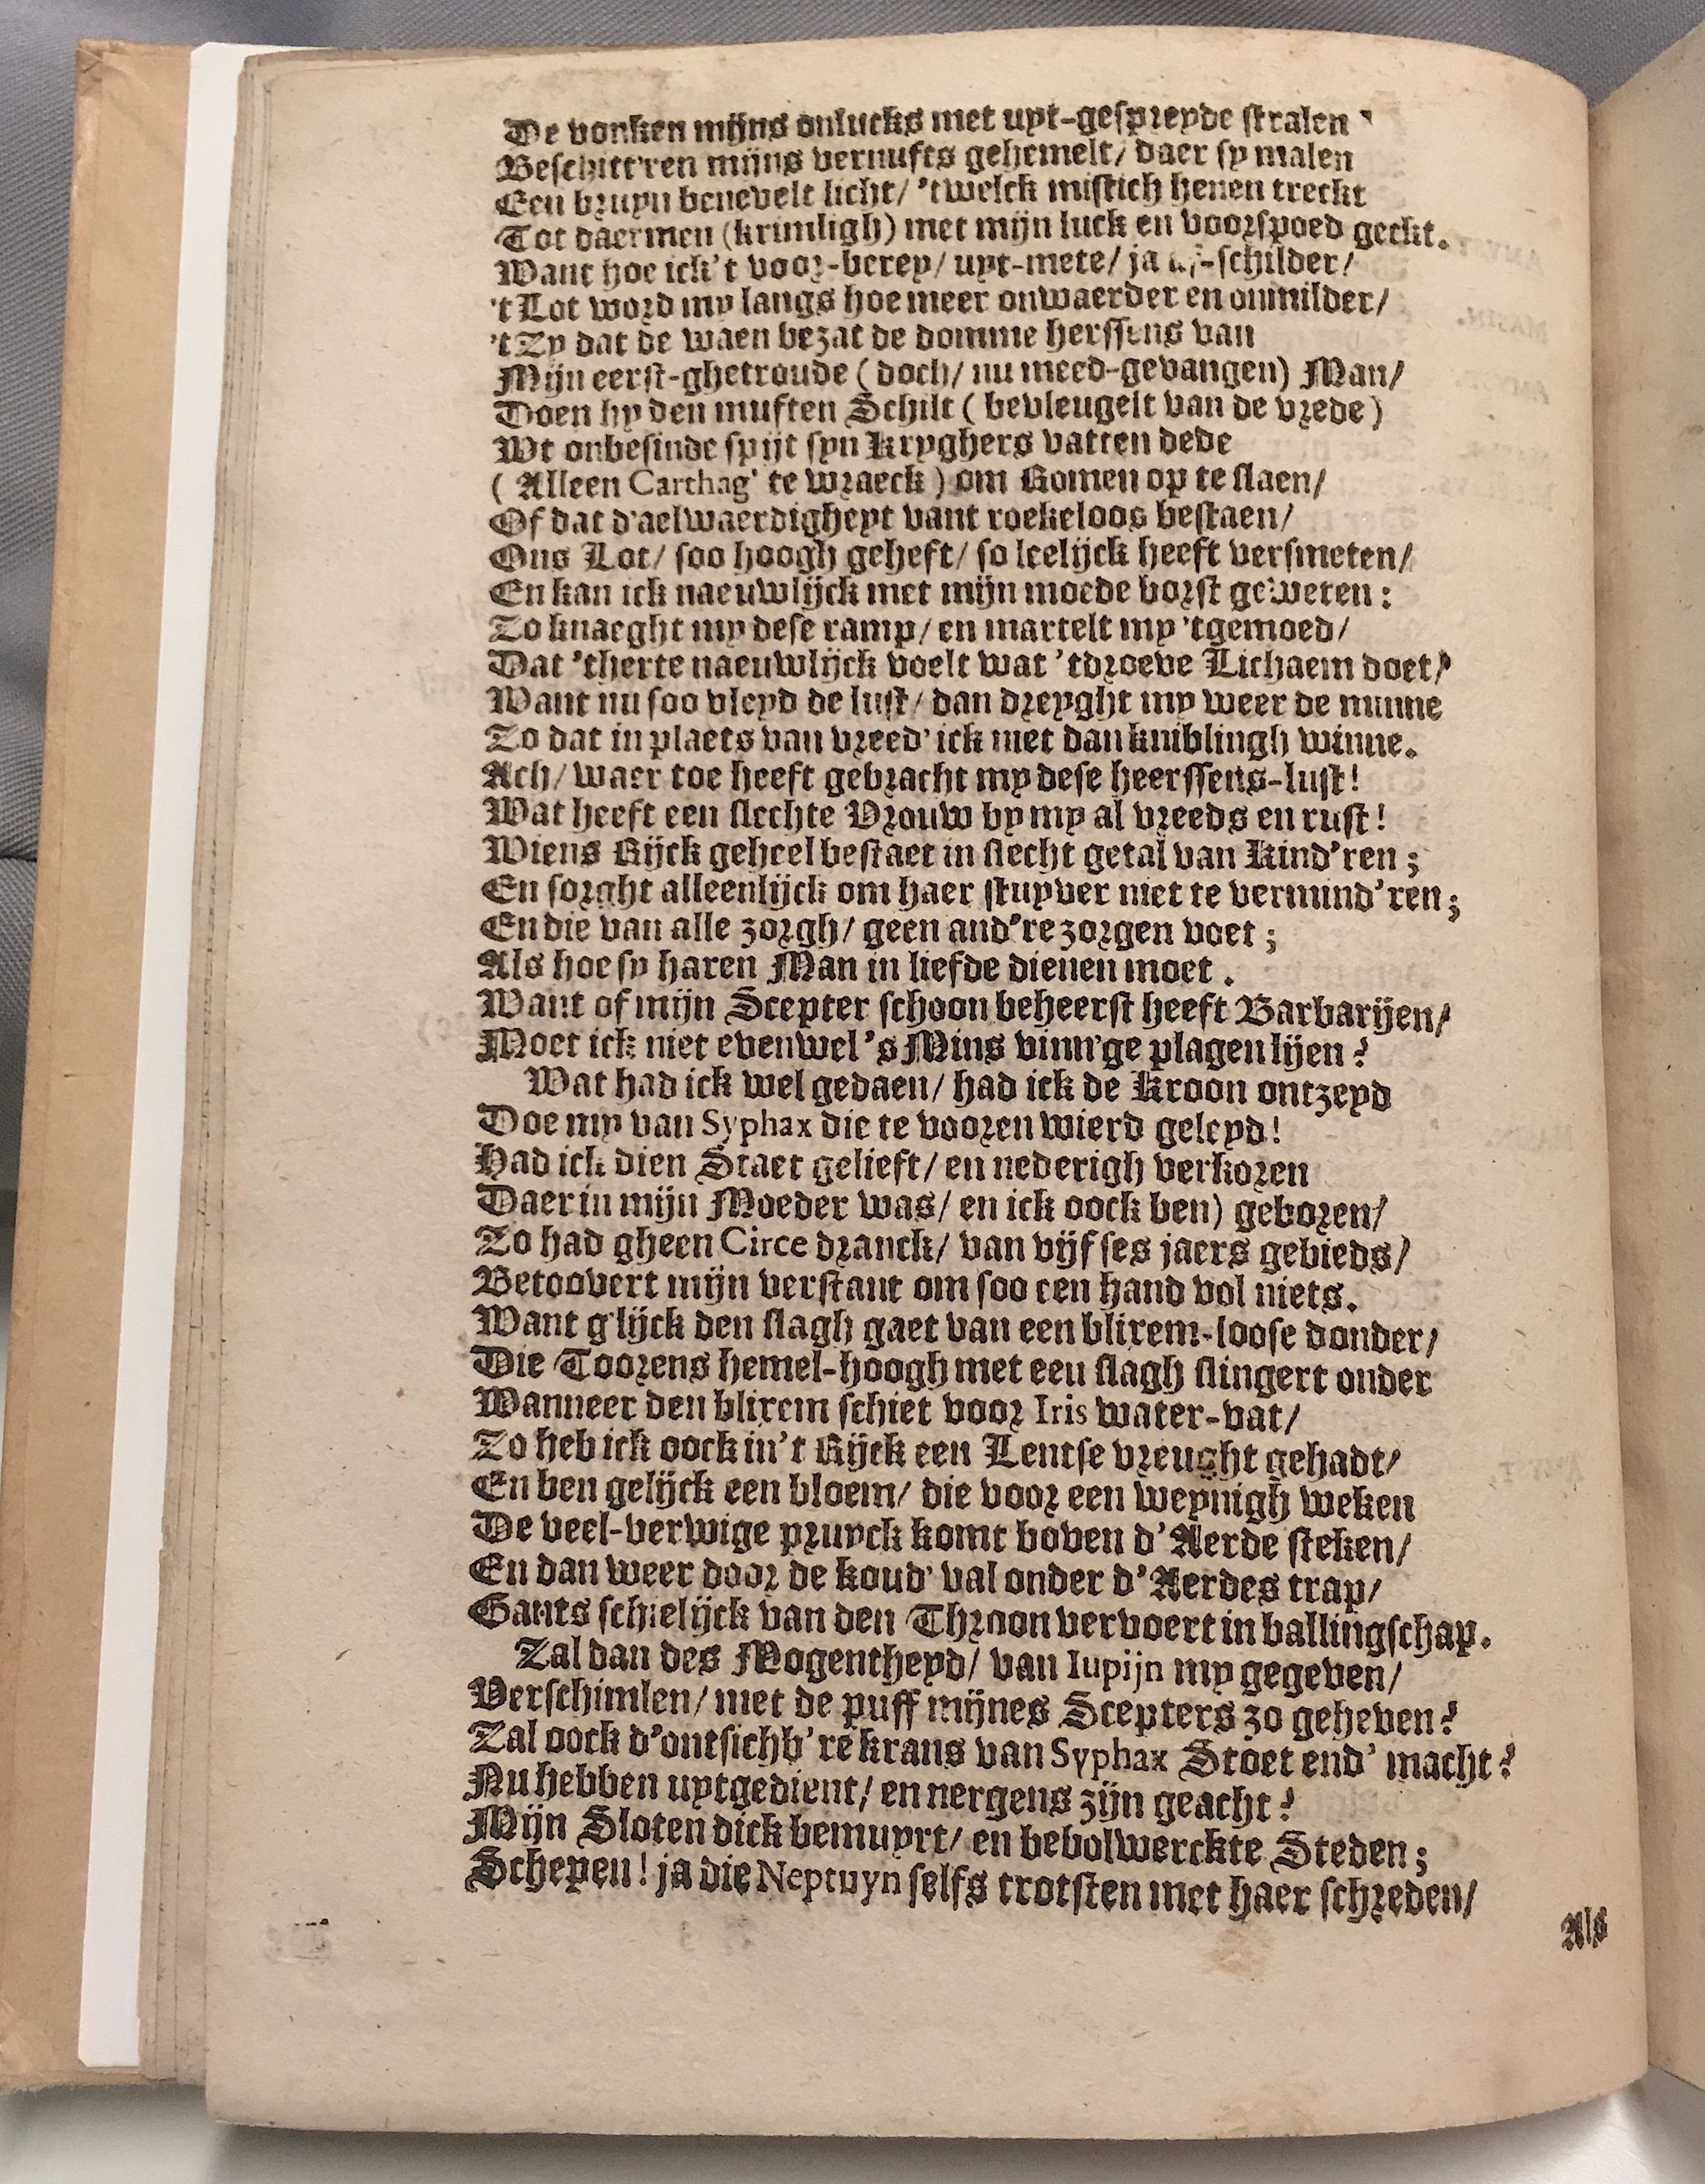 De vonken mijns onlucks met uyt-gespreyde stralen
Beschitt'ren mijns vernufts gehemelt/ daer sy malen
Een bruyn benevelt licht/ 'twelck mistich henen treckt
Tot daermen (krimligh) met mijn luck en voorspoed geckt.
Want hoe ick't voor-berey/ uyt-mete/ ja af-schilder/
't Lot word my langs hoe meer onwaerder en onmilder/
't Zy dat de waen bezat de domme herssens van
Mijn eerst-ghetroude (doch/ nu meed-gevangen) Man/
Doen hy den muften Schilt (bevleugelt van de vrede)
Wt onbesinde spijt syn Kryghers vatten dede
(Alleen Carthag' te wraeck) om Romen op te slaen/
Of dat d'aelwaerdigheyt vant roekeloos bestaen/
Ons Lot/ soo hoogh geheft/ so leelijck heeft versmeten/
En kan ick naeuwlijck met mijn moede borst geweten:
Zo knaeght my dese ramp/ en martelt my 'tgemoed/
Dat 'therte naeuwlijck voelt wat 'tdroeve Lichaem doet/
Want nu soo vleyd de lust/ dan dreyght my weer de minne
Zo dat in plaets van vreed' ick niet dan kniblingh winne.
Ach/ waer toe heeft gebracht my dese heerssens-lust!
Wat heeft een slechte Vrouw by my al vreeds en rust!
Wiens Rijck geheel bestaet in slecht getal van Kind'ren;
En sorght alleenlijck om haer stuyver niet te vermind'ren;
En die van alle zorgh/ geen and're zorgen voet;
Als hoe sy haren Man in liefde dienen moet.
Want of mijn Scepter schoon beheerst heeft Barbarijen/
Moet ick niet evenwel 's Mins vinn'ge plagen lijen?
Wat had ick wel gedaen/ had ick de Kroon ontzeyd
Doe my van Syphax die te vooren wierd geleyd!
Had ick dien Staet gelieft/ en nederigh verkoren
Daer in mijn Moeder was/ en ick oock ben) geboren/
Zo had gheen Circe dranck/ van vijf ses jaers gebieds/
Betoovert mijn verstant om soo een hand vol niets.
Want g'lijck den slagh gaet van een blixem-loose donder/
Die Toorens hemel-hoogh met een slagh slingert onder
Wanneer den blixem schiet voor Iris water-vat/
Zo heb ick oock in't Rijck een Lentse vreught gehadt/
En ben gelijck een bloem/ die voor een weynigh weken
De veel-verwige pruyck komt boven d'Aerde steken/
En dan weer door de koud' val onder d'Aerdes trap/
Gants schielijck van den Throon vervoert in ballingschap.
Zal dan des Mogentheyd/ van Iupijn my gegeven/
Verschimlen/ met de puff mijnes Scepters zo geheven?
Zal oock d'ontsichb're krans van Syphax Stoet end' macht?
Nu hebben uytgedient/ en nergens zijn geacht?
Mijn Sloten dick bemuyrt/ en bebolwerckte Steden;
Schepen! ja die Neptuyn selfs trotsten met haer schreden/
Als